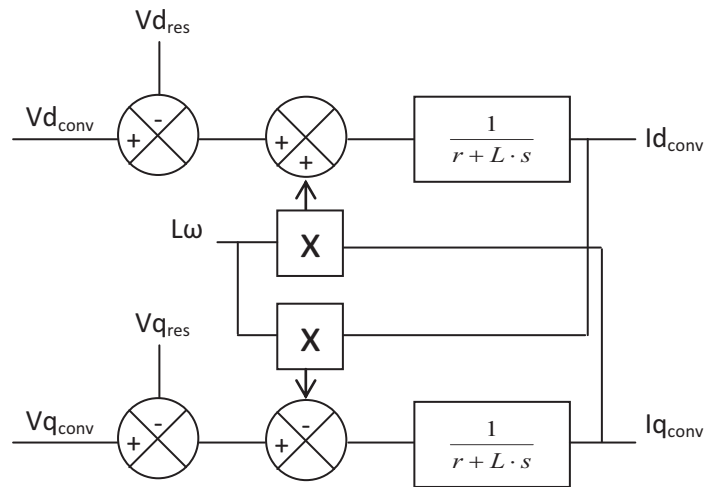 Vd_res
Vd_conv
-
+
+
+
1
r + L · s
Id_conv
Lω
X
X
Vq_res
Vq_conv
-
+
-
+
1
r + L · s
Iq_conv